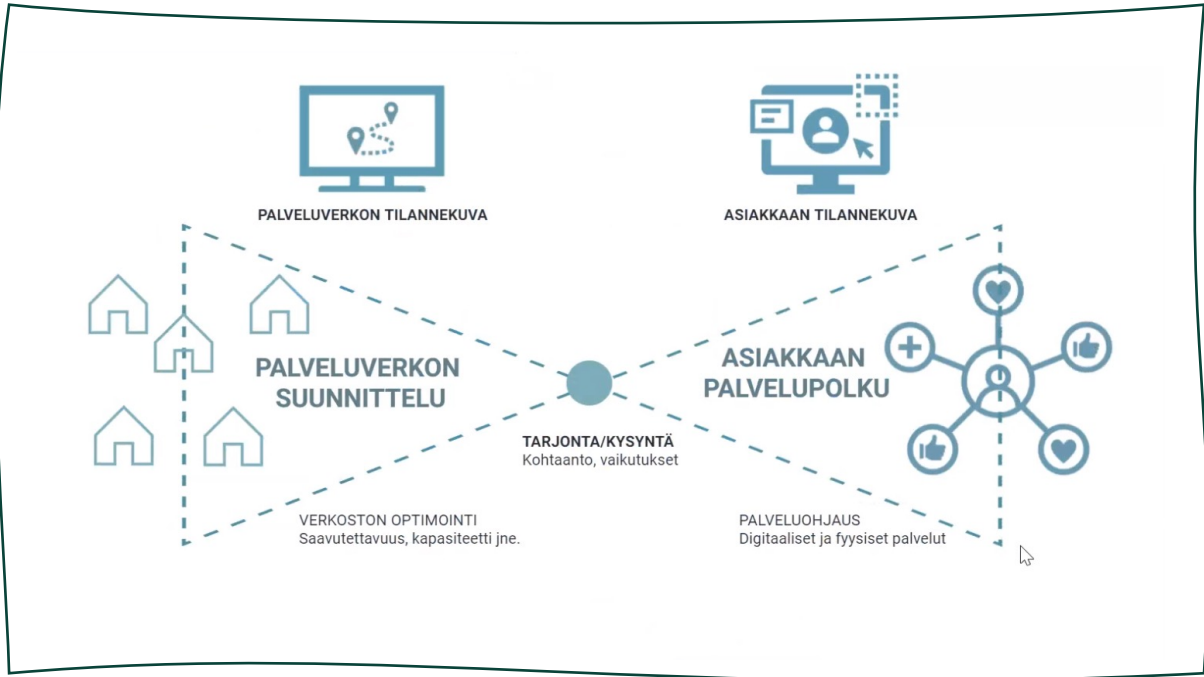 PALVELUVERKON TILANNEKUVA
ASIAKKAAN TILANNEKUVA
PALVELUVERKON
SUUNNITTELU
ASIAKKAAN
PALVELUPOLKU
TARJONTA/KYSYNTÄ
Kohtaanto, vaikutukset
VERKOSTON OPTIMOINTI
Saavutettavuus, kapasiteetti jne.
PALVELUOHJAUS
Digitaaliset ja fyysiset palvelut